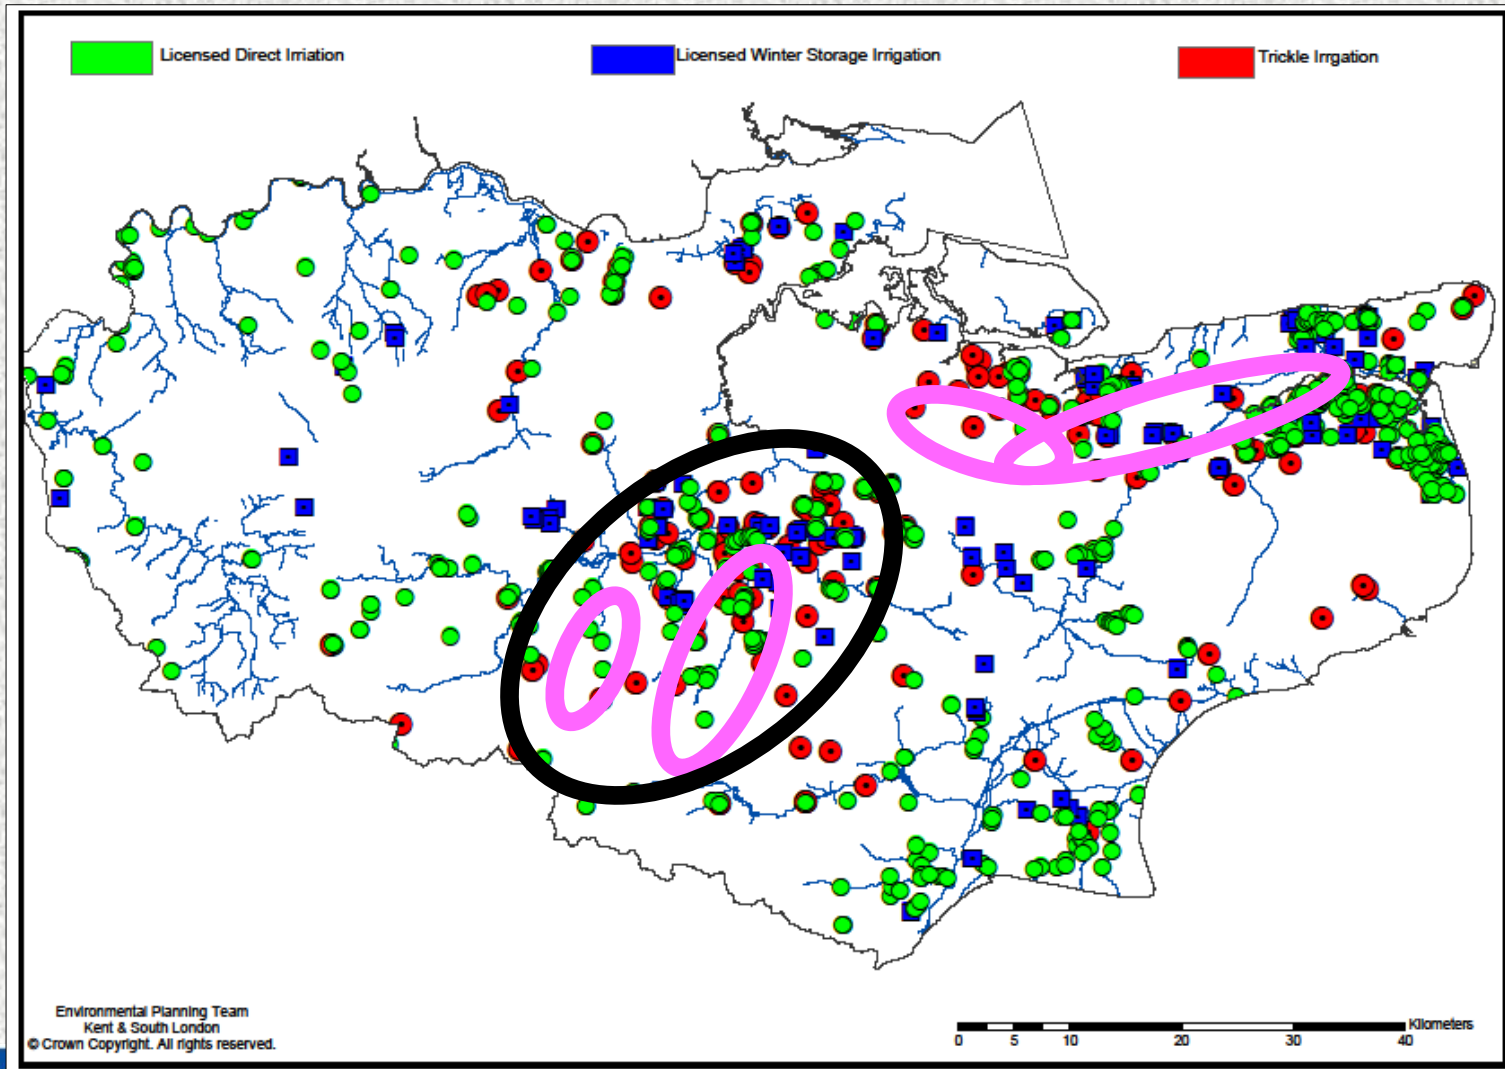 Licensed Direct Irriation
Licensed Winter Storage Irrigation
Trickle Irrgation
Environmental Planning Team
Kent & South London
© Crown Copyright. All rights reserved.
Kilometers
0 5 10 20 30 40